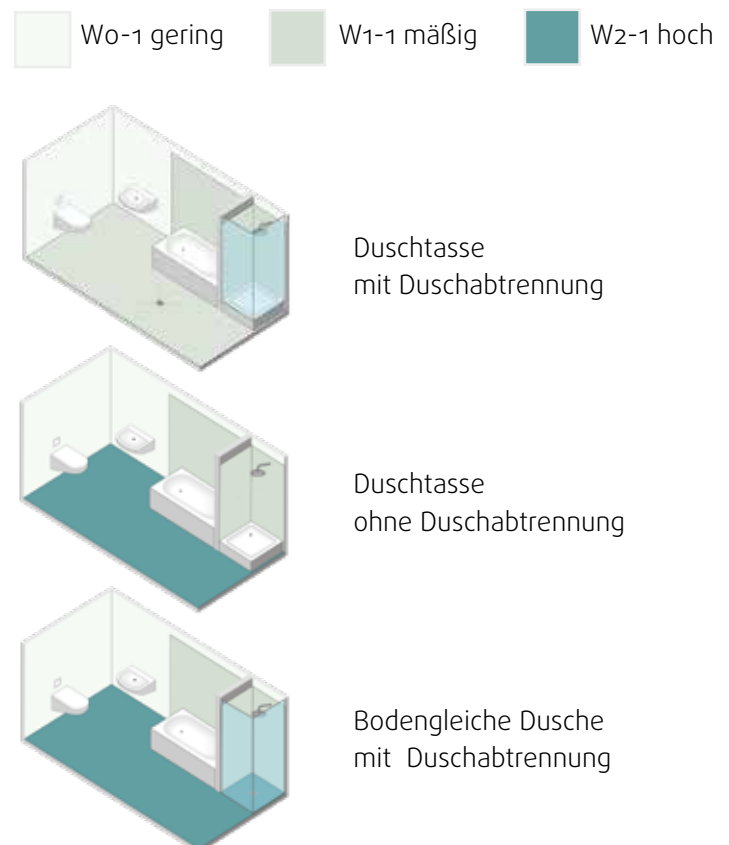 W0-1 gering
W1-1 mäßig
W2-1 hoch
Duschtasse
mit Duschabtrennung
Duschtasse
ohne Duschabtrennung
Bodengleiche Dusche
mit Duschabtrennung